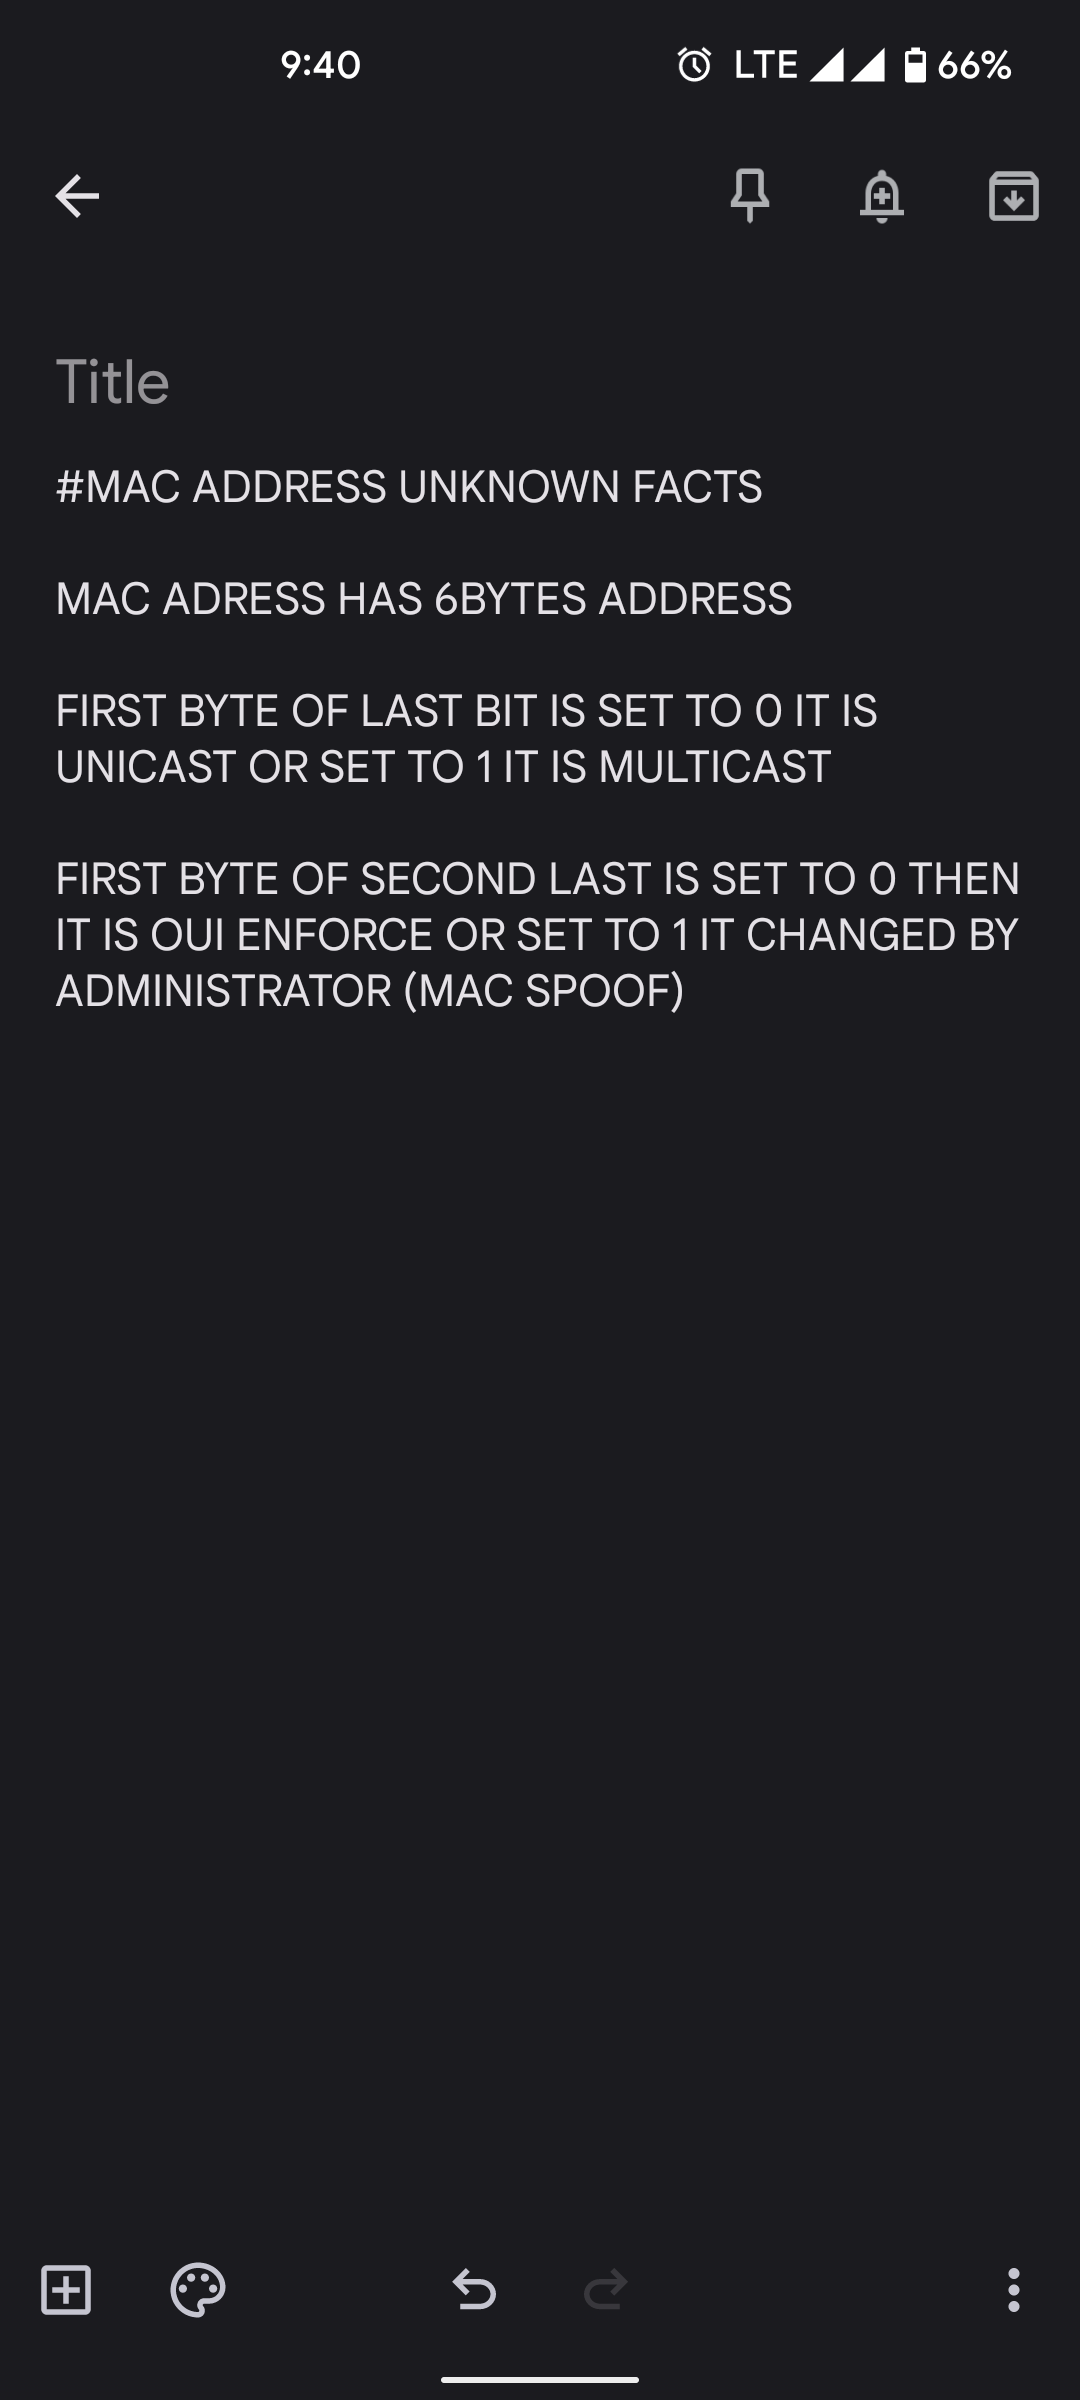 9:40 LTE 66%
Title
#MAC ADDRESS UNKNOWN FACTS
MAC ADRESS HAS 6BYTES ADDRESS
FIRST BYTE OF LAST BIT IS SET TO 0 IT IS
UNICAST OR SET TO 1 IT IS MULTICAST
FIRST BYTE OF SECOND LAST IS SET TO 0 THEN
IT IS OUI ENFORCE OR SET TO 1 IT CHANGED BY
ADMINISTRATOR (MAC SPOOF)